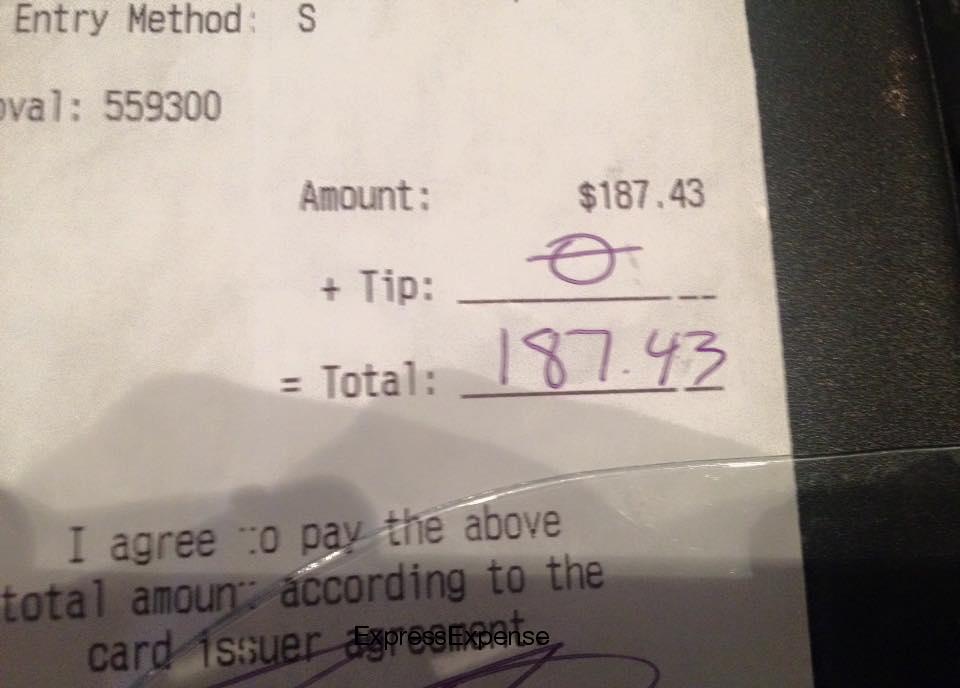 Entry Method: S
oval: 559300
Amount: $187.43
+ Tip: 0
= Total: 187.43
I agree to pay the above
total amount according to the
card issuer agreement
ExpressExpense